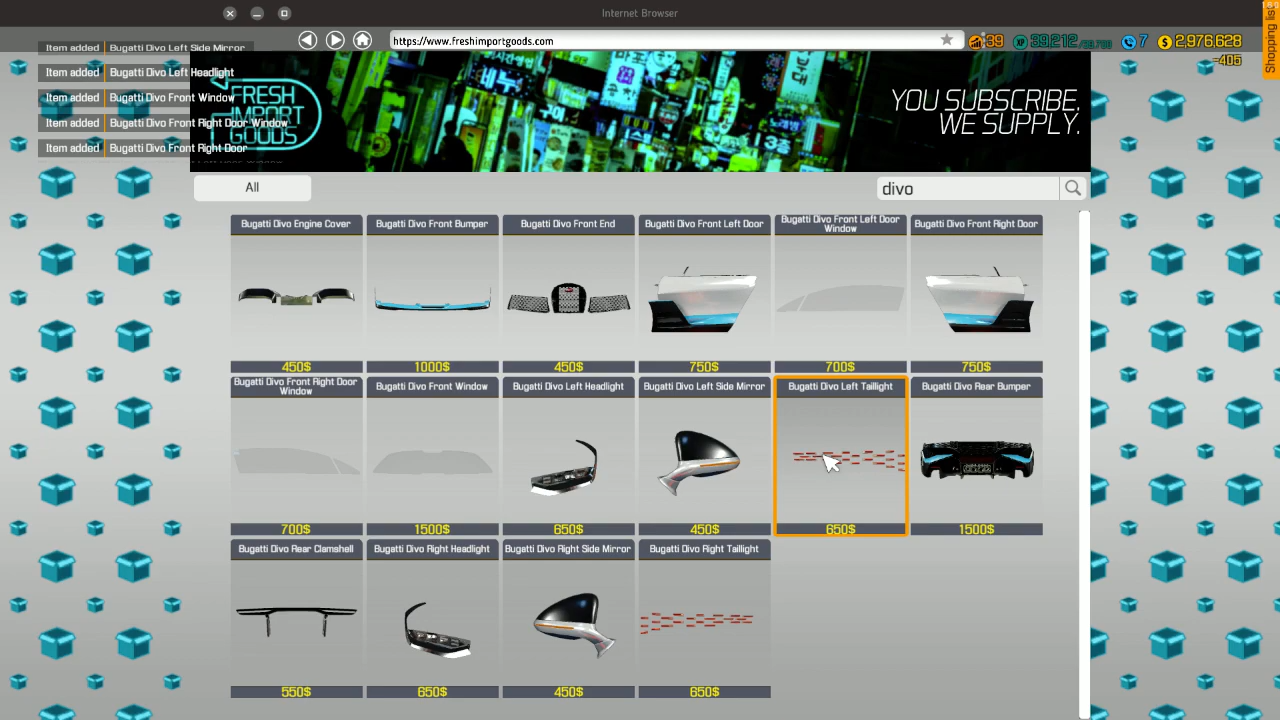 Internet Browser
https://www.freshimportgoods.com
39
39,212
7
$ 2,976,628
-405
Shopping list
Item added Bugatti Divo Left Side Mirror
Item added Bugatti Divo Left Headlight
Item added Bugatti Divo Front Window
Item added Bugatti Divo Front Right Door Window
Item added Bugatti Divo Front Right Door
FRESH
IMPORT
GOODS
YOU SUBSCRIBE.
WE SUPPLY.
All
divo
Bugatti Divo Engine Cover
Bugatti Divo Front Bumper
Bugatti Divo Front End
Bugatti Divo Front Left Door
Bugatti Divo Front Left Door
Window
Bugatti Divo Front Right Door
450$
1000$
450$
750$
700$
750$
Bugatti Divo Front Right Door
Window
Bugatti Divo Front Window
Bugatti Divo Left Headlight
Bugatti Divo Left Side Mirror
Bugatti Divo Left Taillight
Bugatti Divo Rear Bumper
700$
1500$
650$
450$
650$
1500$
Bugatti Divo Rear Clamshell
Bugatti Divo Right Headlight
Bugatti Divo Right Side Mirror
Bugatti Divo Right Taillight
550$
650$
450$
650$